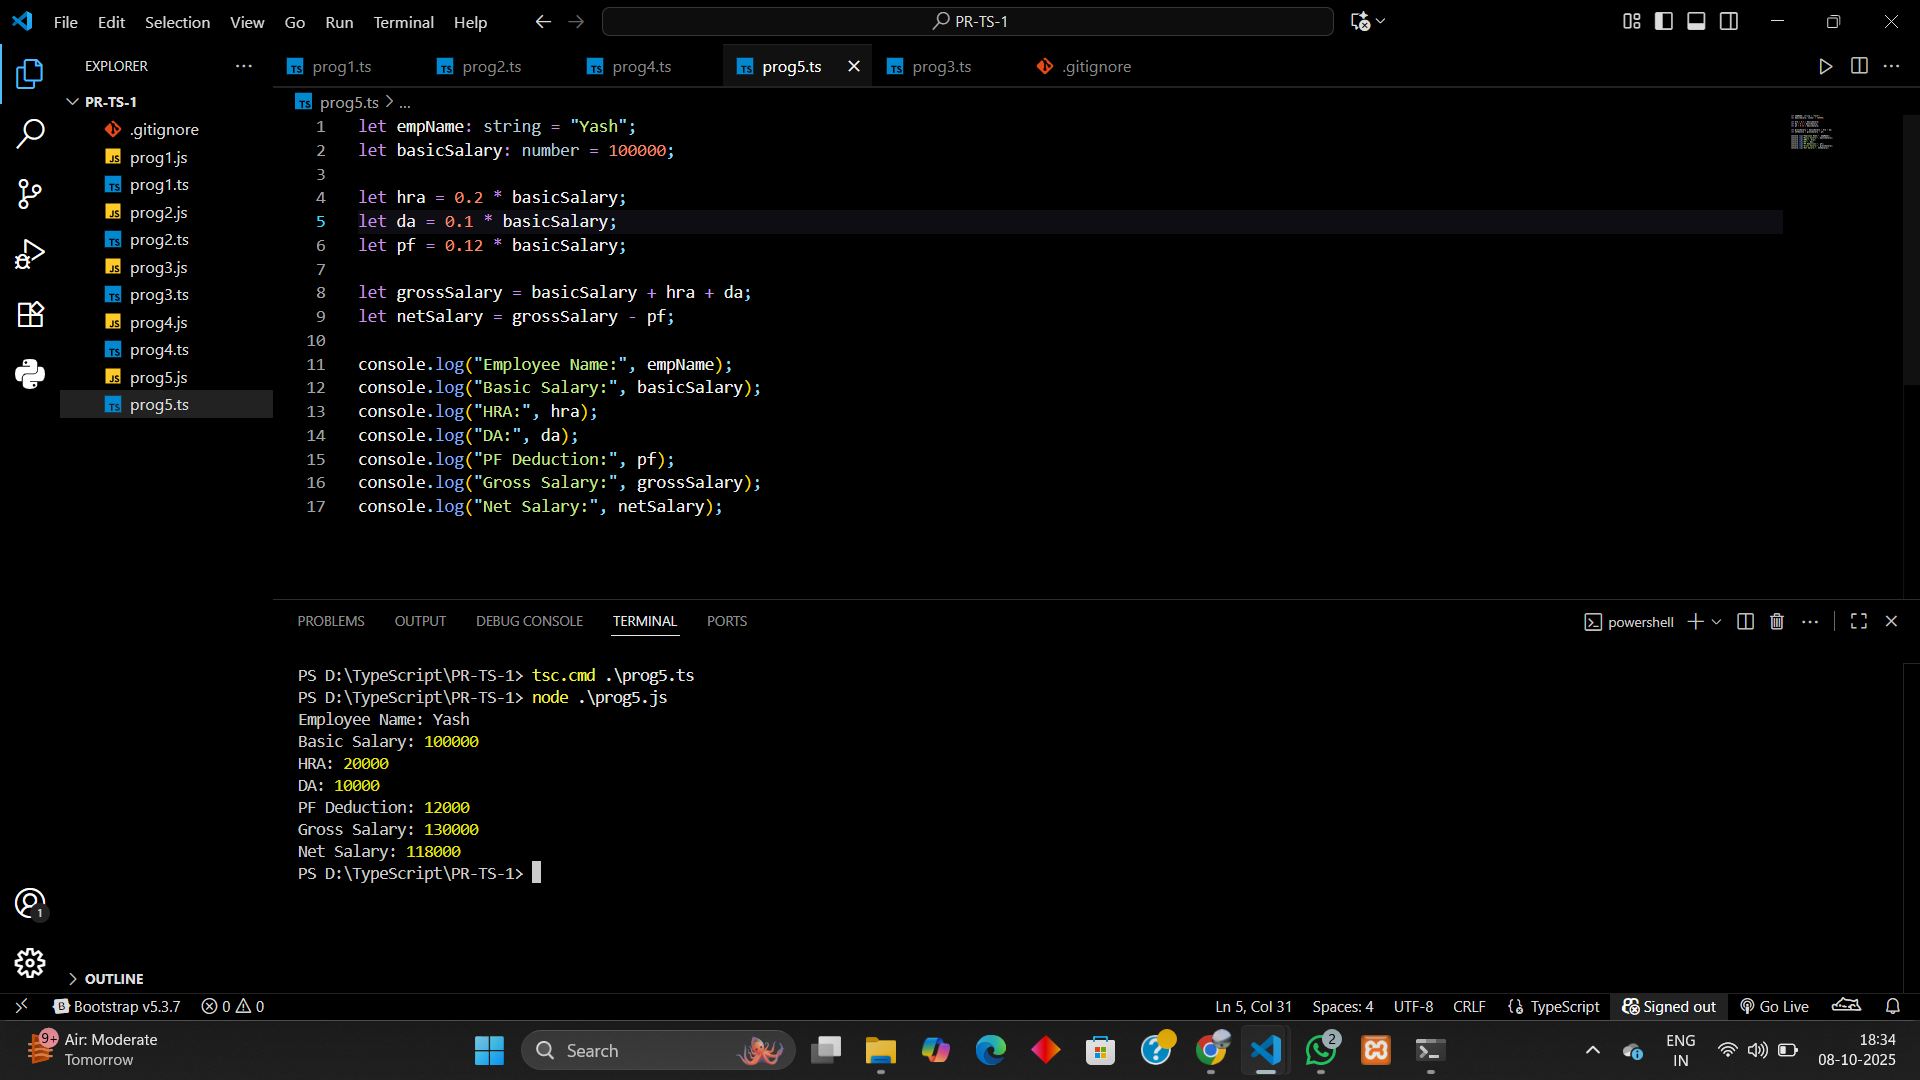 File Edit Selection View Go Run Terminal Help
PR-TS-1
EXPLORER
prog1.ts
prog2.ts
prog4.ts
prog5.ts
prog3.ts
.gitignore
PR-TS-1
.gitignore
prog1.js
prog1.ts
prog2.js
prog2.ts
prog3.js
prog3.ts
prog4.js
prog4.ts
prog5.js
prog5.ts
OUTLINE
prog5.ts > ...
1 let empName: string = "Yash";
2 let basicSalary: number = 100000;
3
4 let hra = 0.2 * basicSalary;
5 let da = 0.1 * basicSalary;
6 let pf = 0.12 * basicSalary;
7
8 let grossSalary = basicSalary + hra + da;
9 let netSalary = grossSalary - pf;
10
11 console.log("Employee Name:", empName);
12 console.log("Basic Salary:", basicSalary);
13 console.log("HRA:", hra);
14 console.log("DA:", da);
15 console.log("PF Deduction:", pf);
16 console.log("Gross Salary:", grossSalary);
17 console.log("Net Salary:", netSalary);
PROBLEMS OUTPUT DEBUG CONSOLE TERMINAL PORTS
powershell
PS D:\TypeScript\PR-TS-1> tsc.cmd .\prog5.ts
PS D:\TypeScript\PR-TS-1> node .\prog5.js
Employee Name: Yash
Basic Salary: 100000
HRA: 20000
DA: 10000
PF Deduction: 12000
Gross Salary: 130000
Net Salary: 118000
PS D:\TypeScript\PR-TS-1>
1
Bootstrap v5.3.7 0 0
Ln 5, Col 31 Spaces: 4 UTF-8 CRLF TypeScript Signed out Go Live
9+
Air: Moderate
Tomorrow
Search
2
ENG
IN
18:34
08-10-2025